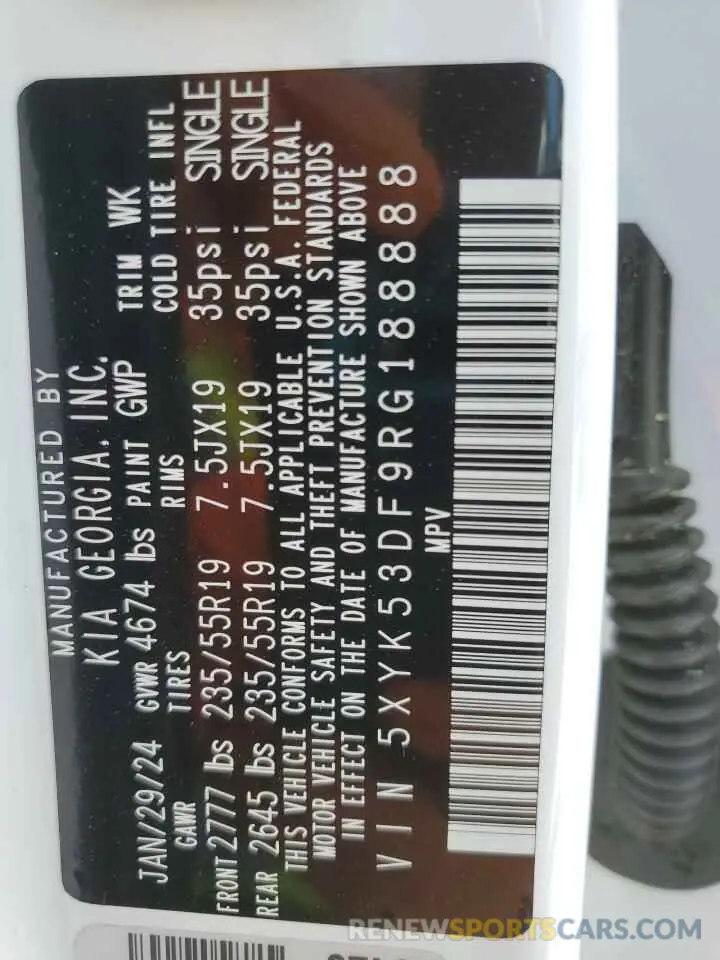 MANUFACTURED BY
KIA GEORGIA, INC.
JAN/29/24 GVWR 4674 lbs PAINT GWP TRIM WK
GAWR TIRES RIMS COLD TIRE INFL
FRONT 2777 lbs 235/55R19 7.5JX19 35psi SINGLE
REAR 2645 lbs 235/55R19 7.5JX19 35psi SINGLE
THIS VEHICLE CONFORMS TO ALL APPLICABLE U.S.A. FEDERAL
MOTOR VEHICLE SAFETY AND THEFT PREVENTION STANDARDS
IN EFFECT ON THE DATE OF MANUFACTURE SHOWN ABOVE
VIN 5XYK53DF9RG188888
MPV
RENEWSPORTSCARS.COM